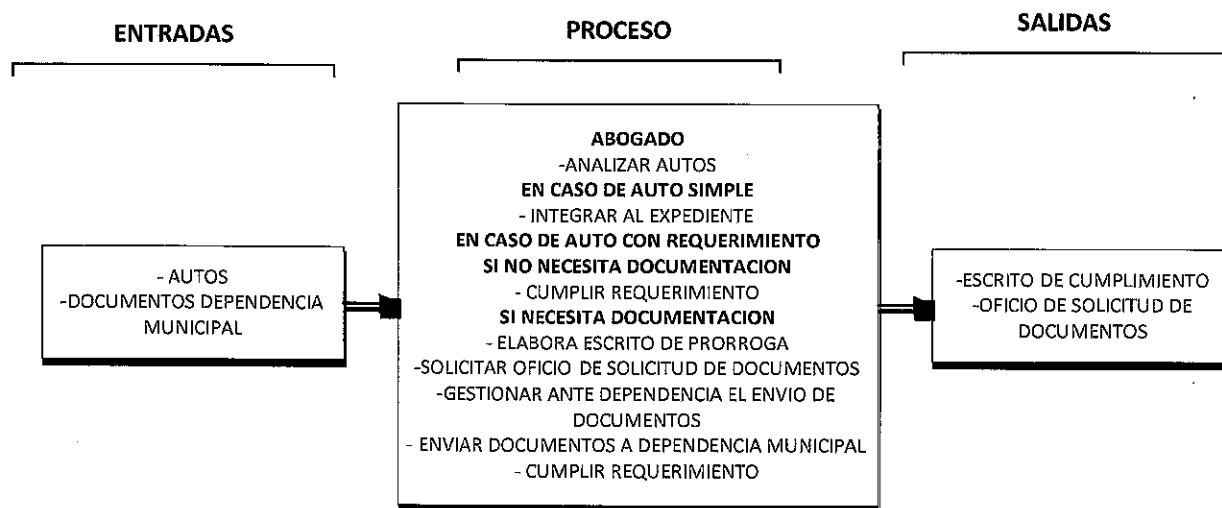 ENTRADAS
PROCESO
SALIDAS
- AUTOS
-DOCUMENTOS DEPENDENCIA
MUNICIPAL
ABOGADO
-ANALIZAR AUTOS
EN CASO DE AUTO SIMPLE
- INTEGRAR AL EXPEDIENTE
EN CASO DE AUTO CON REQUERIMIENTO
SI NO NECESITA DOCUMENTACION
- CUMPLIR REQUERIMIENTO
SI NECESITA DOCUMENTACION
- ELABORA ESCRITO DE PRORROGA
-SOLICITAR OFICIO DE SOLICITUD DE DOCUMENTOS
-GESTIONAR ANTE DEPENDENCIA EL ENVIO DE
DOCUMENTOS
- ENVIAR DOCUMENTOS A DEPENDENCIA MUNICIPAL
- CUMPLIR REQUERIMIENTO
-ESCRITO DE CUMPLIMIENTO
-OFICIO DE SOLICITUD DE
DOCUMENTOS